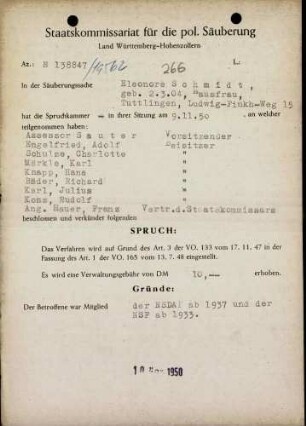 Staatskommissariat für die pol. Säuberung
Land Württemberg-Hohenzollern
Az.: H 138847/
266
In der Säuberungssache Eleonore Schmidt,
geb. 2.3.04, Hausfrau,
Tuttlingen, Ludwig-Finkh-Weg 15
hat die Spruchkammer - in ihrer Sitzung am 9.11.50, an welcher
teilgenommen haben:
Assessor Sauter Vorsitzender
Engelfried, Adolf Beisitzer
Schulze, Charlotte "
Märkle, Karl "
Knapp, Hans "
Bäder, Richard "
Karl, Julius "
Rudolf "
Ang. Franz Vertr.d.Staatskommissars
beschlossen und verkündet folgenden
SPRUCH:
Das Verfahren wird auf Grund des Art. 3 der VO. 133 vom 17. 11. 47 in der
Fassung des Art. 1 der VO. 165 vom 13. 7. 48 eingestellt.
Es wird eine Verwaltungsgebühr von DM 10,-- erhoben.
Gründe:
Der Betroffene war Mitglied der NSDAP ab 1937 und der
NSF ab 1933.
1950